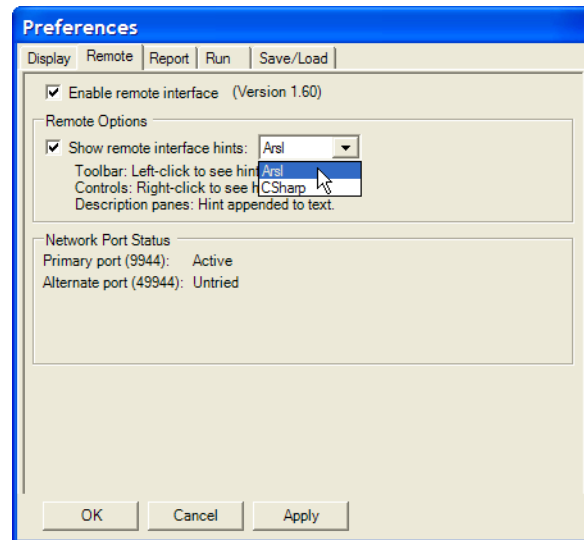 Preferences
Display Remote Report Run Save/Load
Enable remote interface (Version 1.60)
Remote Options
Show remote interface hints: Arsl
Toolbar: Left-click to see hint
Arsl
Controls: Right-click to see h
CSharp
Description panes: Hint appended to text.
Network Port Status
Primary port (9944): Active
Alternate port (49944): Untried
OK Cancel Apply